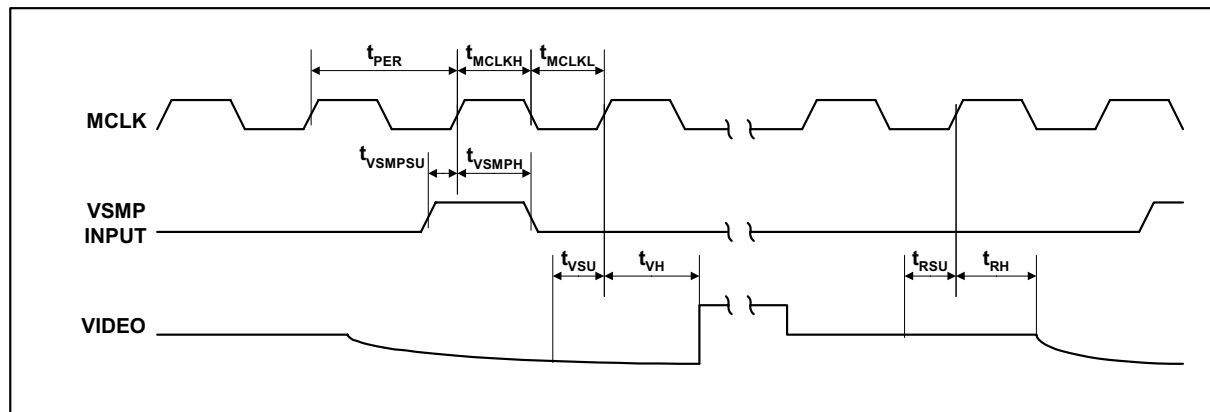 tPER tMCLKH tMCLKL
MCLK
tVSMPSU tVSMPH
VSMP
INPUT
tVSU tVH tRSU tRH
VIDEO